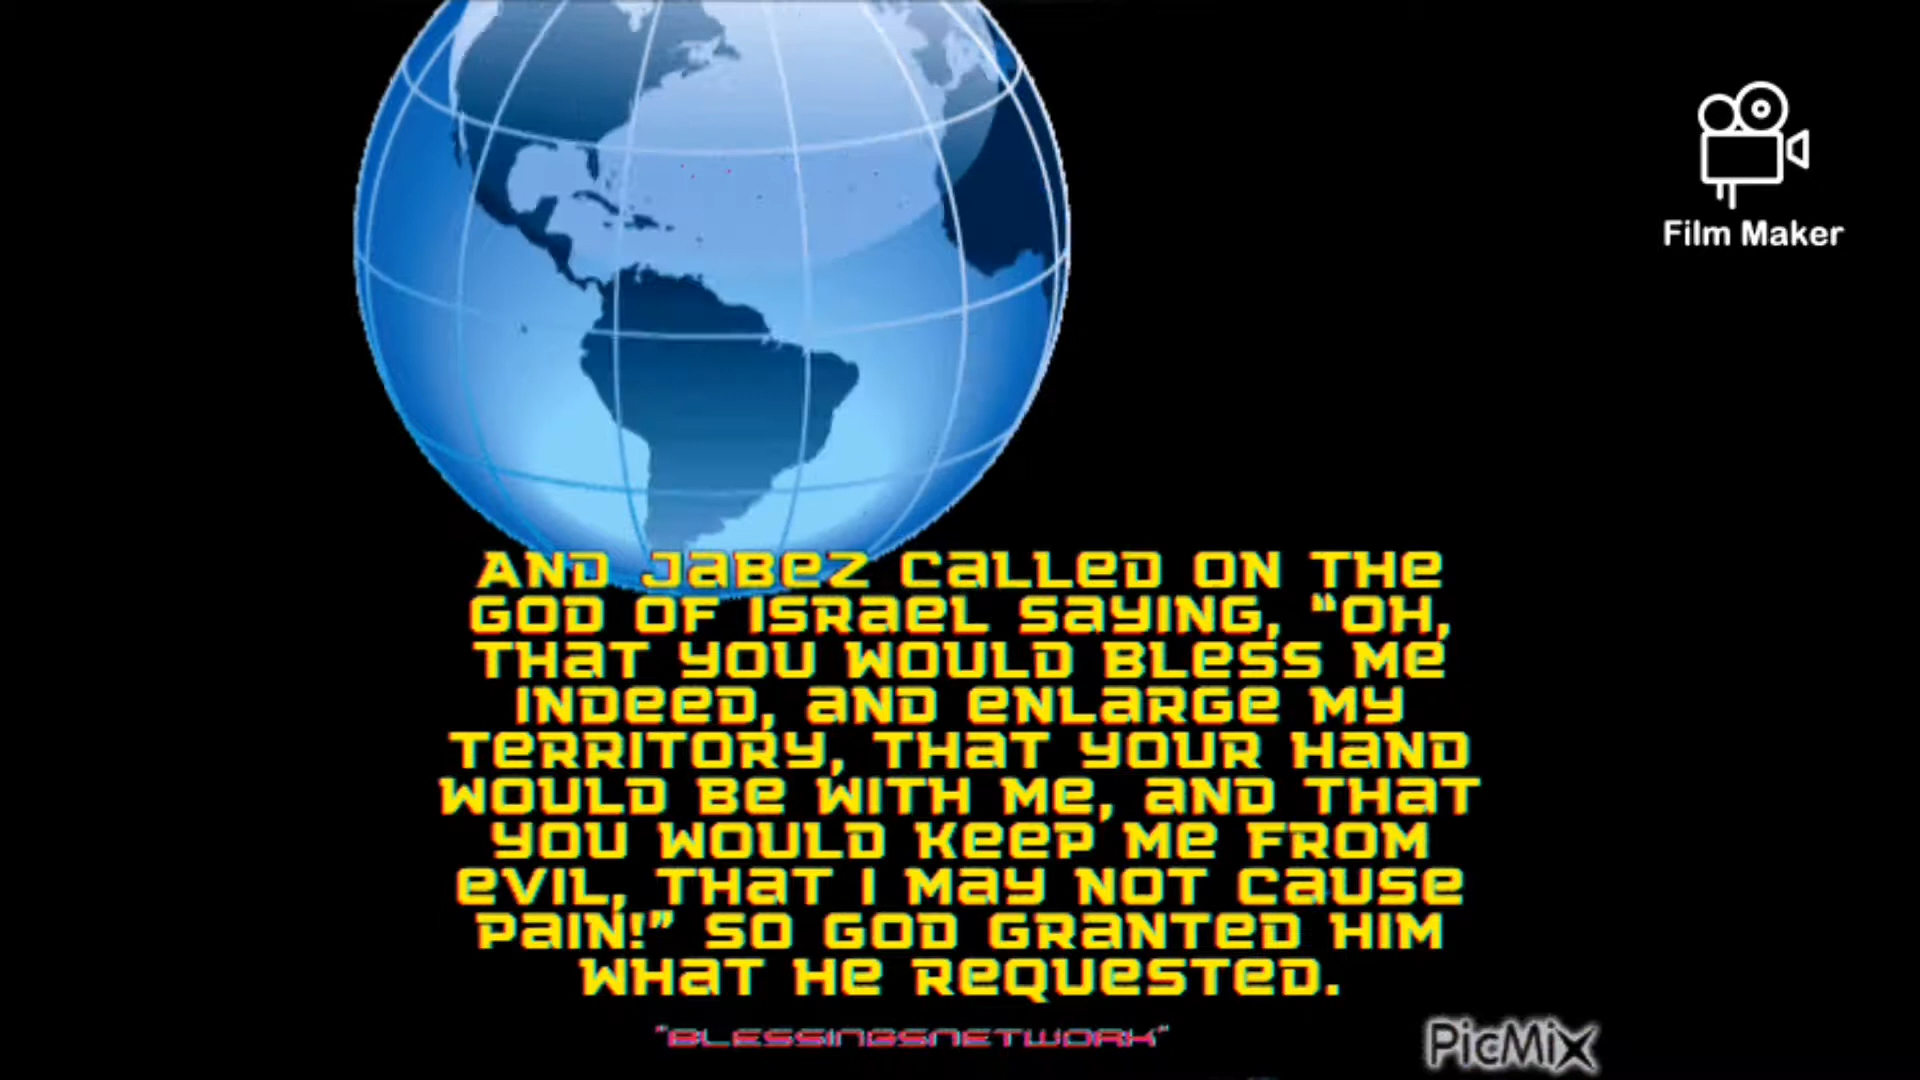 Film Maker
AND JaBeZ CaLLeD ON THe
GOD OF ISRaeL SaYING, “OH,
THaT YOU WOULD BLeSS Me
INDeeD, aND eNLaRGe MY
TeRRITORY, THaT YOUR HaND
WOULD Be WITH Me, aND THaT
YOU WOULD KeeP Me FROM
eVIL, THaT I MaY NOT CaUSe
PaIN!” SO GOD GRaNTeD HIM
WHaT He ReQUeSTeD.
"BLESSINGSNETWORK"
PicMix